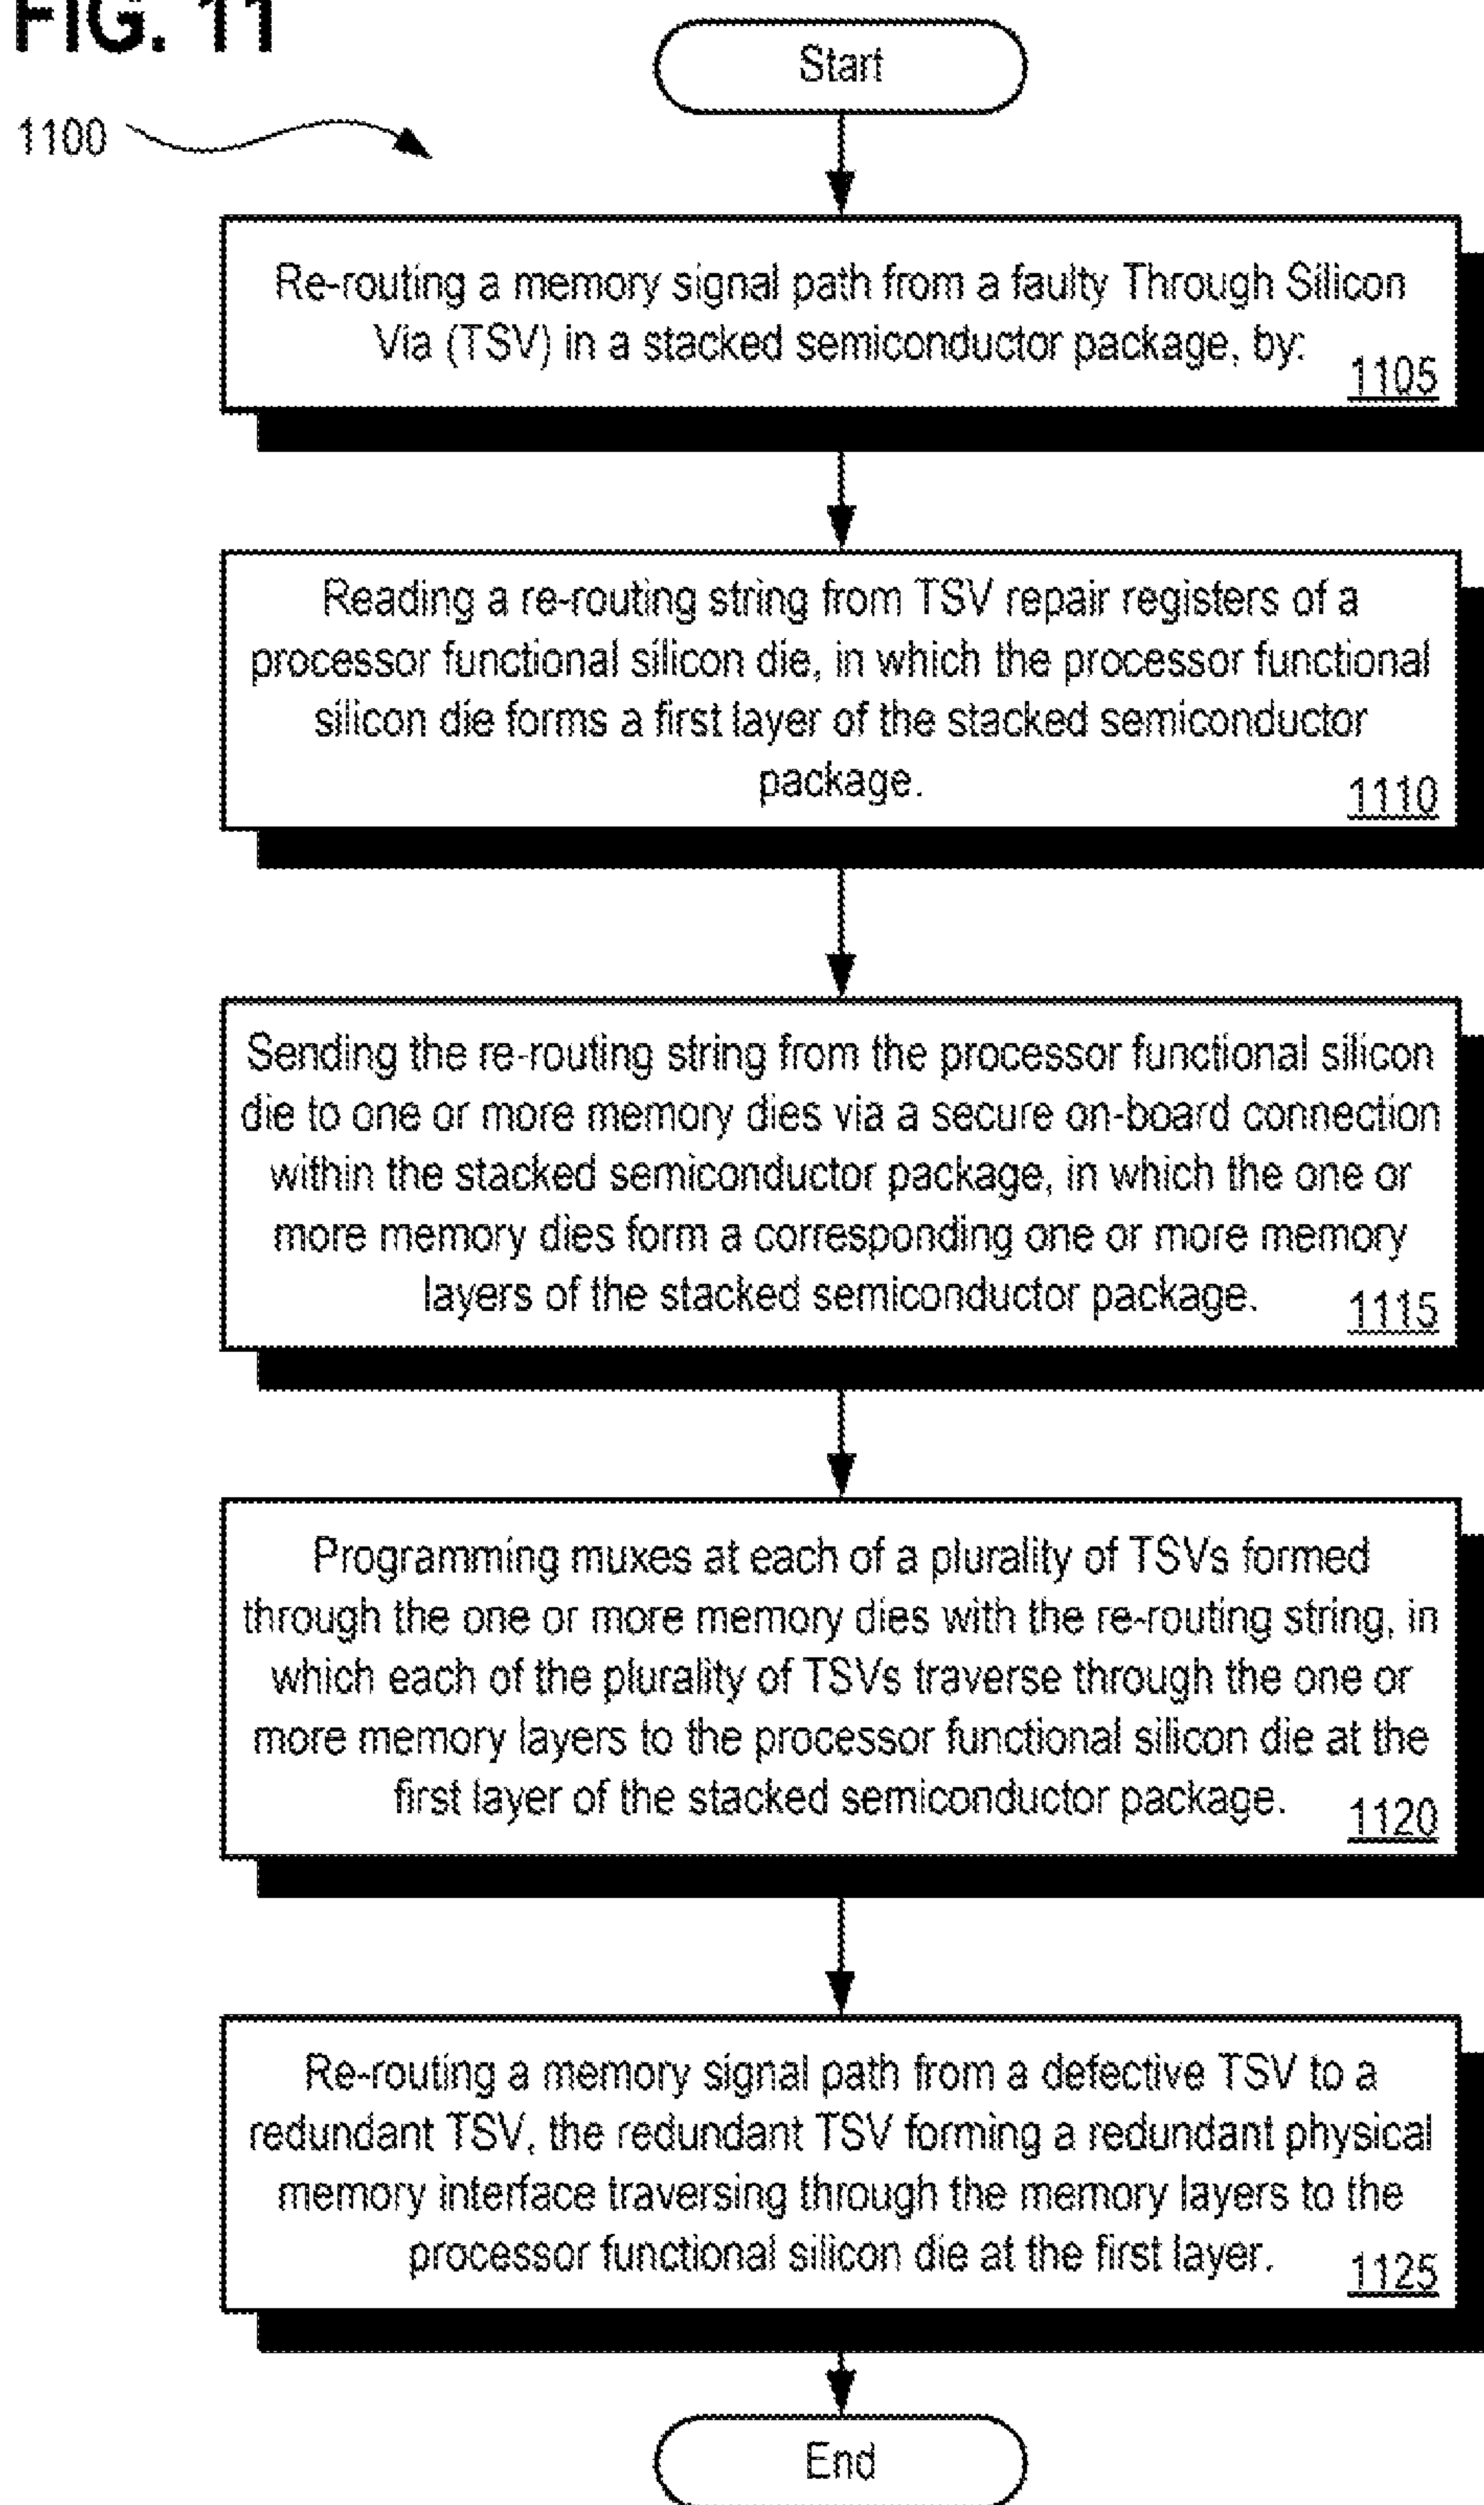 FIG. 11
1100
Start
Re-routing a memory signal path from a faulty Through Silicon
Via (TSV) in a stacked semiconductor package, by:
1105
Reading a re-routing string from TSV repair registers of a
processor functional silicon die, in which the processor functional
silicon die forms a first layer of the stacked semiconductor
package.
1110
Sending the re-routing string from the processor functional silicon
die to one or more memory dies via a secure on-board connection
within the stacked semiconductor package, in which the one or
more memory dies form a corresponding one or more memory
layers of the stacked semiconductor package.
1115
Programming muxes at each of a plurality of TSVs formed
through the one or more memory dies with the re-routing string, in
which each of the plurality of TSVs traverse through the one or
more memory layers to the processor functional silicon die at the
first layer of the stacked semiconductor package.
1120
Re-routing a memory signal path from a defective TSV to a
redundant TSV, the redundant TSV forming a redundant physical
memory interface traversing through the memory layers to the
processor functional silicon die at the first layer.
1125
End